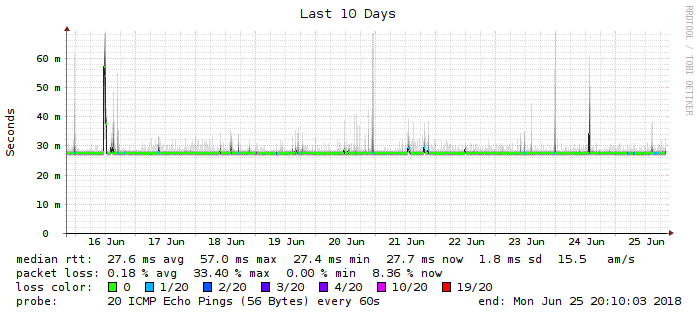 Last 10 Days
RRDTOOL / TOBI OETIKER
Seconds
60 m
50 m
40 m
30 m
20 m
10 m
0
16 Jun 17 Jun 18 Jun 19 Jun 20 Jun 21 Jun 22 Jun 23 Jun 24 Jun 25 Jun
median rtt: 27.6 ms avg 57.0 ms max 27.4 ms min 27.7 ms now 1.8 ms sd 15.5 am/s
packet loss: 0.18 % avg 33.40 % max 0.00 % min 8.36 % now
loss color: 0 1/20 2/20 3/20 4/20 10/20 19/20
probe: 20 ICMP Echo Pings (56 Bytes) every 60s end: Mon Jun 25 20:10:03 2018